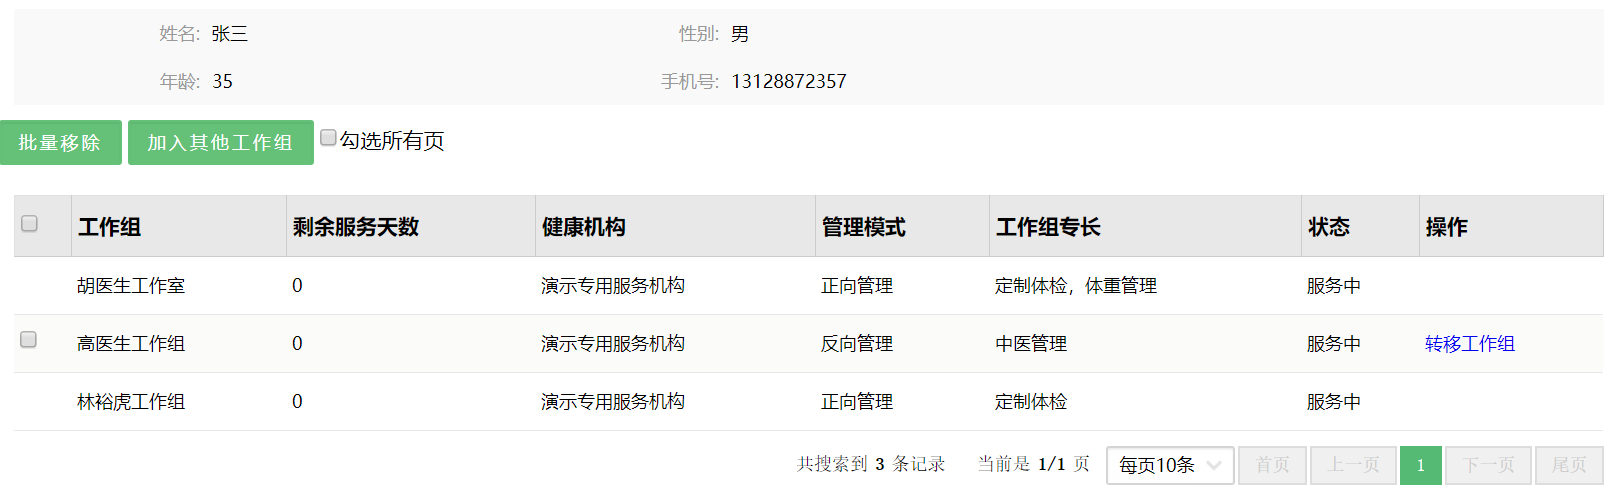 姓名: 张三 性别: 男
年龄: 35 手机号: 13128872357
批量移除 加入其他工作组 勾选所有页
工作组 剩余服务天数 健康机构 管理模式 工作组专长 状态 操作
胡医生工作室 0 演示专用服务机构 正向管理 定制体检，体重管理 服务中
高医生工作组 0 演示专用服务机构 反向管理 中医管理 服务中 转移工作组
林裕虎工作组 0 演示专用服务机构 正向管理 定制体检 服务中
共搜索到 3 条记录 当前是 1/1 页 每页10条 首页 上一页 1 下一页 尾页